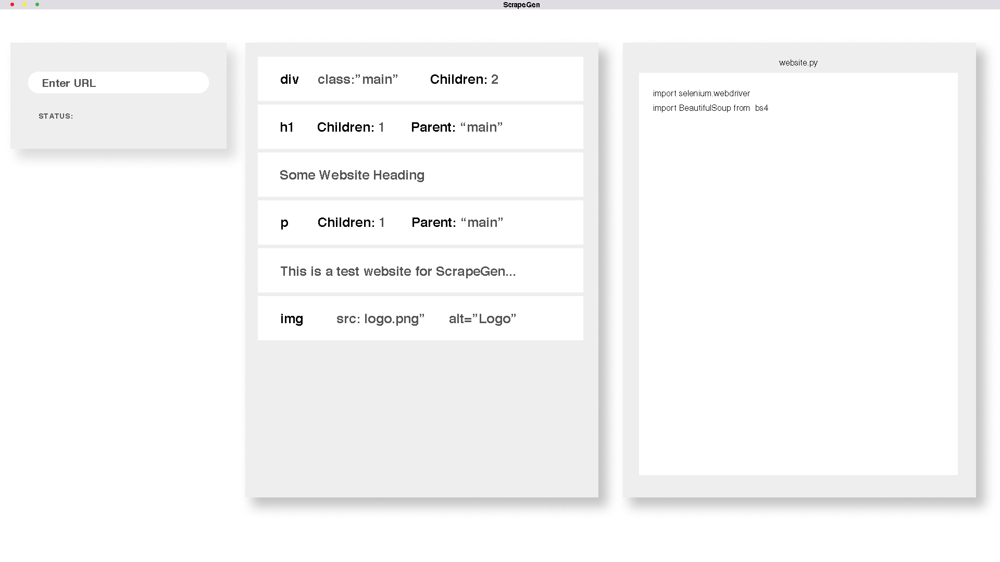 ScrapeGen
Enter URL
STATUS:
div class:”main” Children: 2
h1 Children: 1 Parent: “main”
Some Website Heading
p Children: 1 Parent: “main”
This is a test website for ScrapeGen...
img src: logo.png” alt=”Logo”
website.py
import selenium.webdriver
import BeautifulSoup from bs4